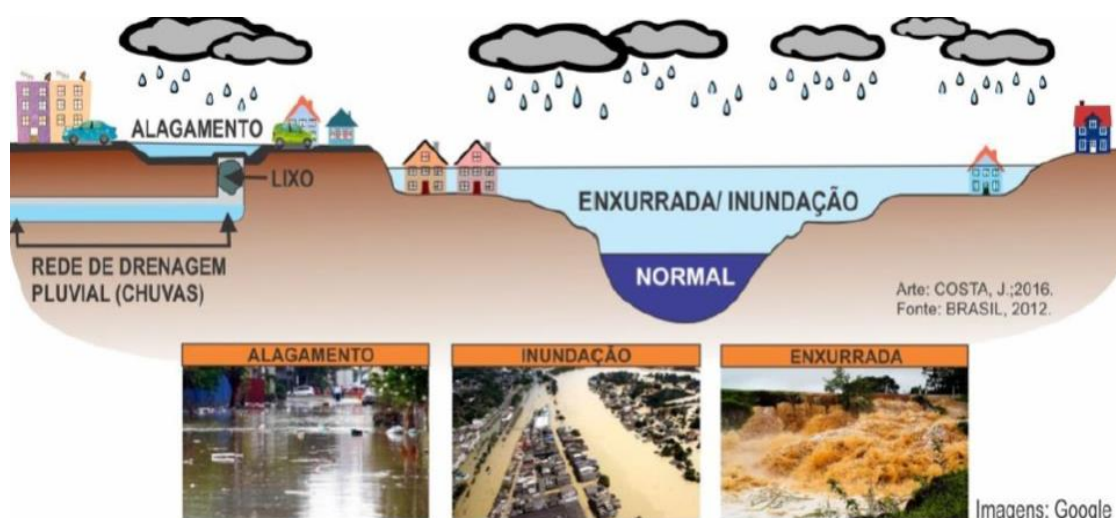 ALAGAMENTO
LIXO
ENXURRADA/ INUNDAÇÃO
REDE DE DRENAGEM
PLUVIAL (CHUVAS)
NORMAL
Arte: COSTA, J.;2016.
Fonte: BRASIL, 2012.
ALAGAMENTO
INUNDAÇÃO
ENXURRADA
Imagens: Google